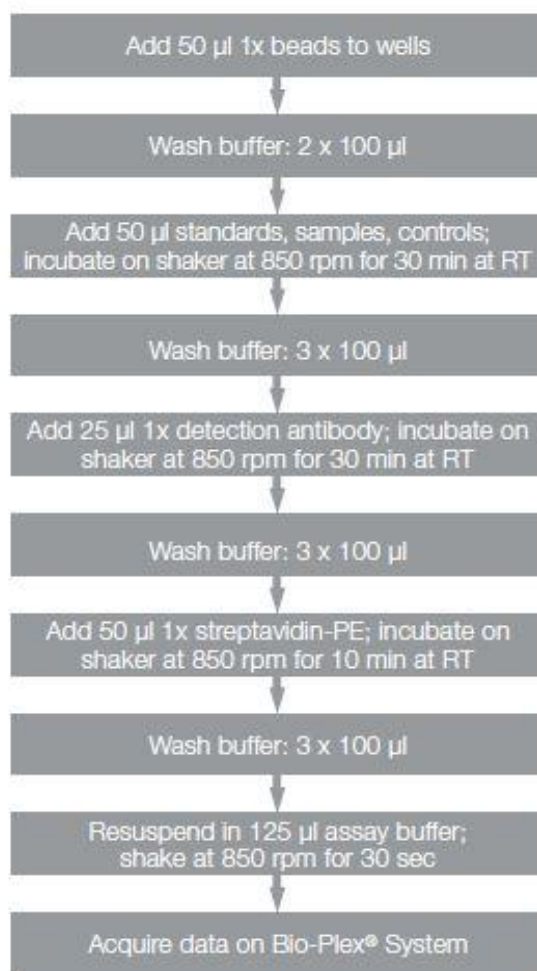 Add 50 µl 1x beads to wells
Wash buffer: 2 x 100 µl
Add 50 µl standards, samples, controls;
incubate on shaker at 850 rpm for 30 min at RT
Wash buffer: 3 x 100 µl
Add 25 µl 1x detection antibody; incubate on
shaker at 850 rpm for 30 min at RT
Wash buffer: 3 x 100 µl
Add 50 µl 1x streptavidin-PE; incubate on
shaker at 850 rpm for 10 min at RT
Wash buffer: 3 x 100 µl
Resuspend in 125 µl assay buffer;
shake at 850 rpm for 30 sec
Acquire data on Bio-Plex® System